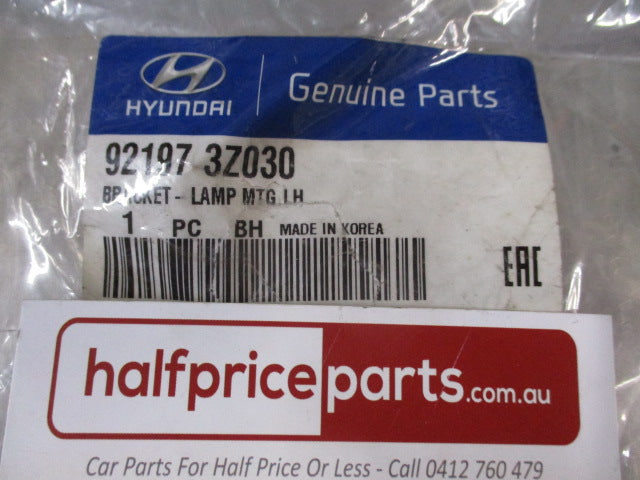 HYUNDAI
Genuine Parts
92197 3Z030
BRACKET - LAMP MTG.LH
1 PC BH MADE IN KOREA
EAC
halfpriceparts.com.au
Car Parts For Half Price Or Less - Call 0412 760 479